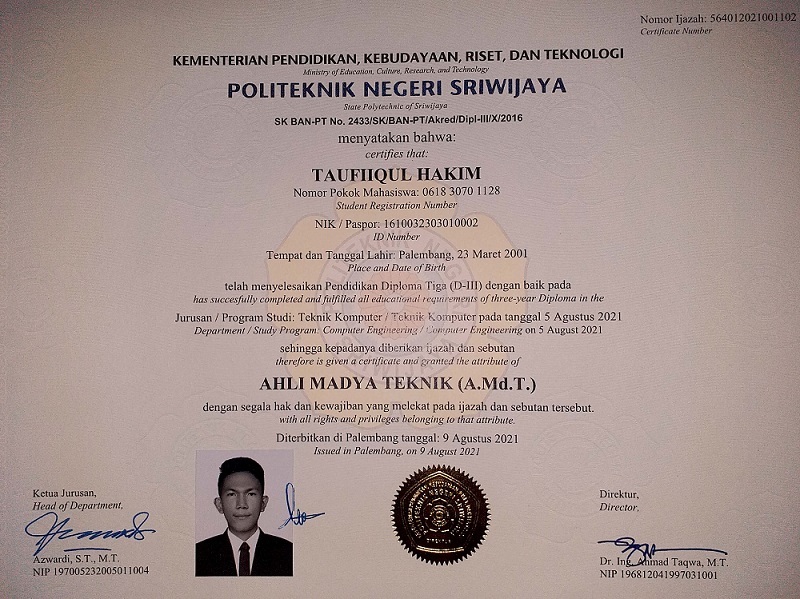 Nomor Ijazah: 564012021001102
Certificate Number
KEMENTERIAN PENDIDIKAN, KEBUDAYAAN, RISET, DAN TEKNOLOGI
Ministry of Education, Culture, Research, and Technology
POLITEKNIK NEGERI SRIWIJAYA
State Polytechnic of Sriwijaya
SK BAN-PT No. 2433/SK/BAN-PT/Akred/Dipl-III/X/2016
menyatakan bahwa:
certifies that:
TAUFIIQUL HAKIM
Nomor Pokok Mahasiswa: 0618 3070 1128
Student Registration Number
NIK / Paspor: 1610032303010002
ID Number
Tempat dan Tanggal Lahir: Palembang, 23 Maret 2001
Place and Date of Birth
telah menyelesaikan Pendidikan Diploma Tiga (D-III) dengan baik pada
has succesfully completed and fulfilled all educational requirements of three-year Diploma in the
Jurusan / Program Studi: Teknik Komputer / Teknik Komputer pada tanggal 5 Agustus 2021
Department / Study Program: Computer Engineering / Computer Engineering on 5 August 2021
sehingga kepadanya diberikan ijazah dan sebutan
therefore is given a certificate and granted the attribute of
AHLI MADYA TEKNIK (A.Md.T.)
dengan segala hak dan kewajiban yang melekat pada ijazah dan sebutan tersebut.
with all rights and privileges belonging to that attribute.
Diterbitkan di Palembang tanggal: 9 Agustus 2021
Issued in Palembang, on 9 August 2021
Ketua Jurusan,
Head of Department,
Azwardi, S.T., M.T.
NIP 197005232005011004
Direktur,
Director,
Dr. Ing. Ahmad Taqwa, M.T.
NIP 196812041997031001